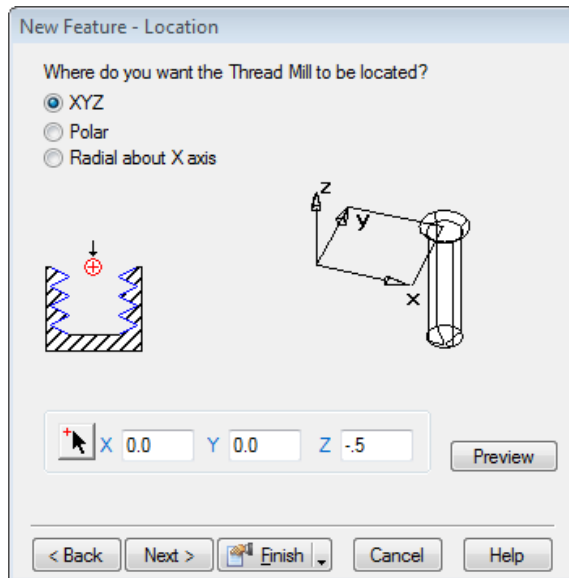 New Feature - Location
Where do you want the Thread Mill to be located?
XYZ
Polar
Radial about X axis
z
y
x
X 0.0 Y 0.0 Z -.5
Preview
< Back Next > Finish Cancel Help